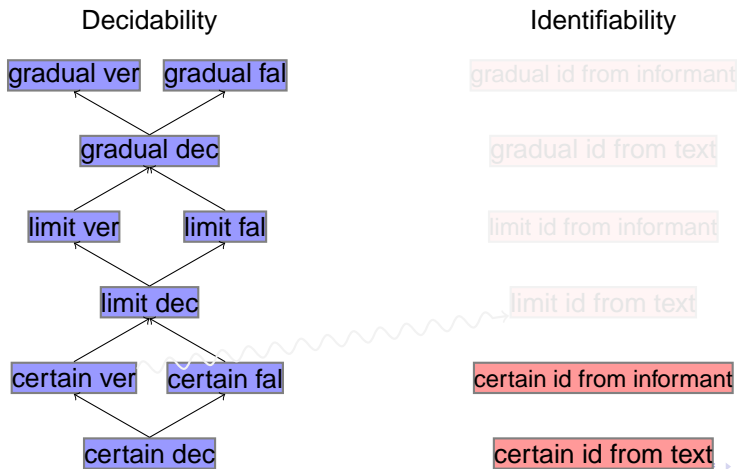 Decidability Identifiability
gradual ver gradual fal gradual id from informant
gradual dec gradual id from text
limit ver limit fal limit id from informant
limit dec limit id from text
certain ver certain fal certain id from informant
certain dec certain id from text